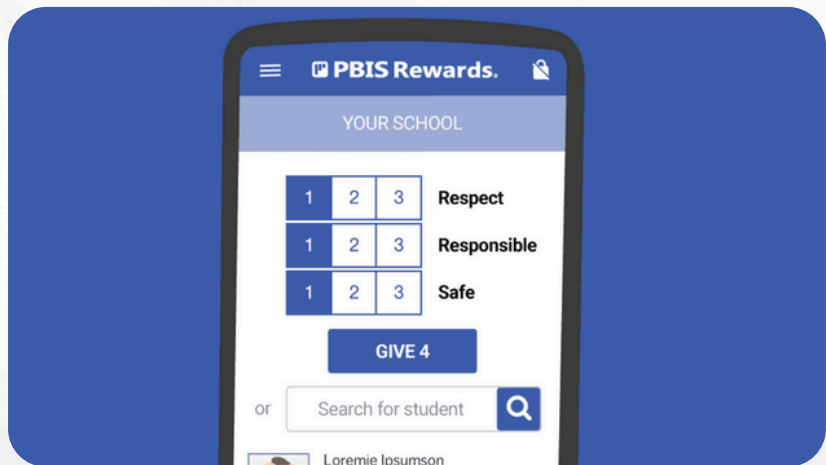 PBIS Rewards.
YOUR SCHOOL
1 2 3 Respect
1 2 3 Responsible
1 2 3 Safe
GIVE 4
or Search for student
Loremie Ipsumson